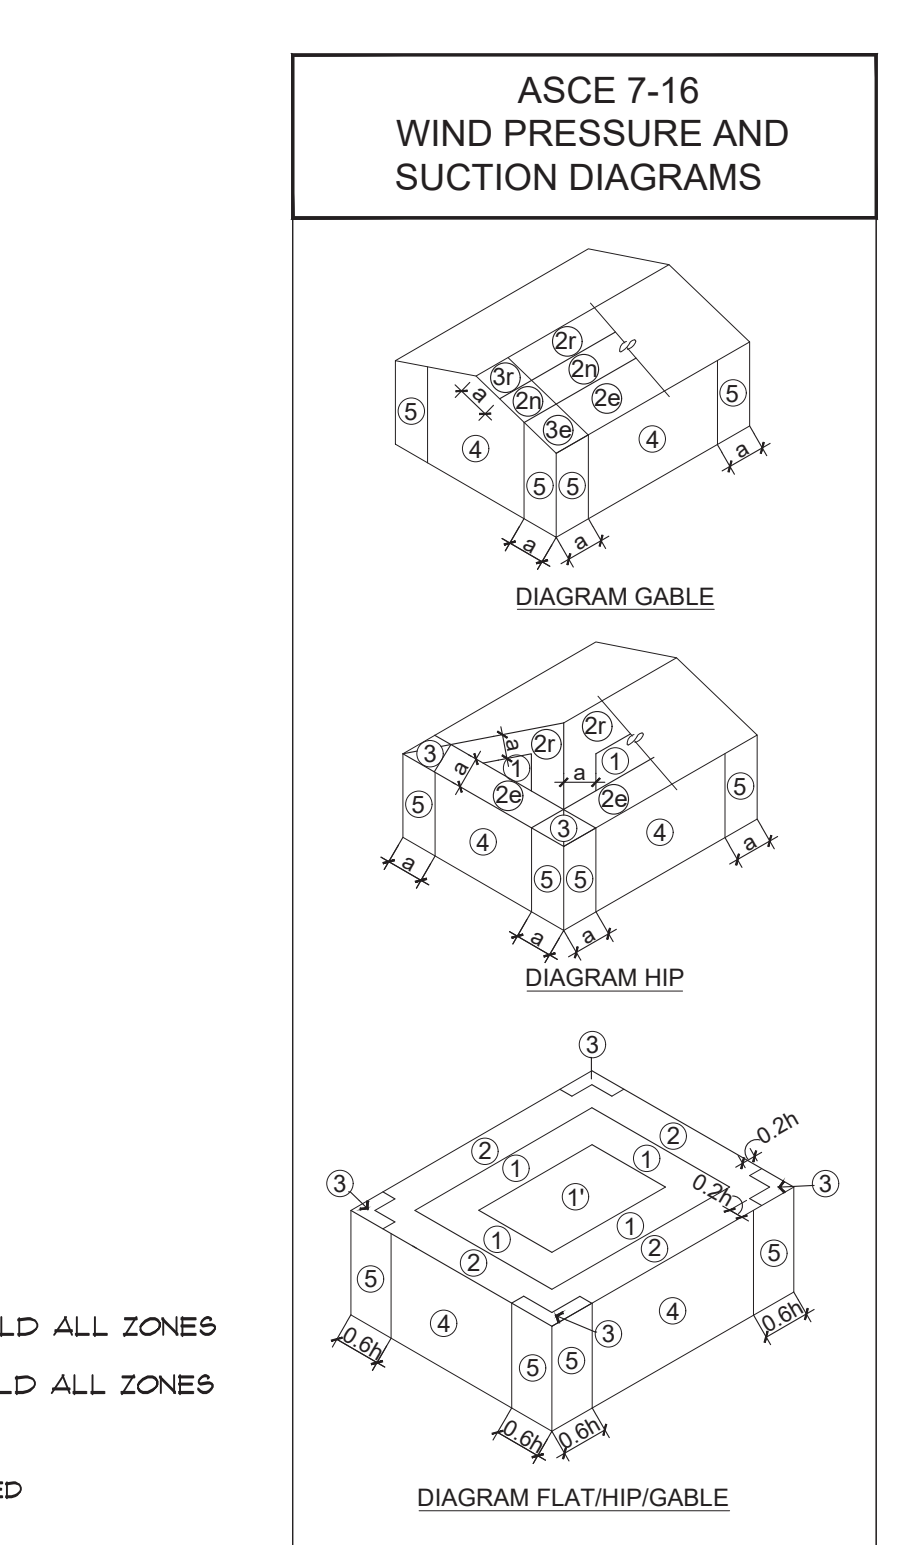 ASCE 7-16
WIND PRESSURE AND
SUCTION DIAGRAMS
2r
3r
2n
a
2n
2e
5
5
3e
4
4
a
5
5
a
a
DIAGRAM GABLE
2r
a
2r
3
1
1
a
a
2e
2e
5
5
3
4
4
a
a
5
5
a
a
DIAGRAM HIP
3
0.2h
2
2
1
1
3
3
0.2h
1'
1
1
2
2
5
5
4
4
0.6h
3
ALL ZONES
0.6h
5
5
ALL ZONES
0.6h
0.6h
DIAGRAM FLAT/HIP/GABLE